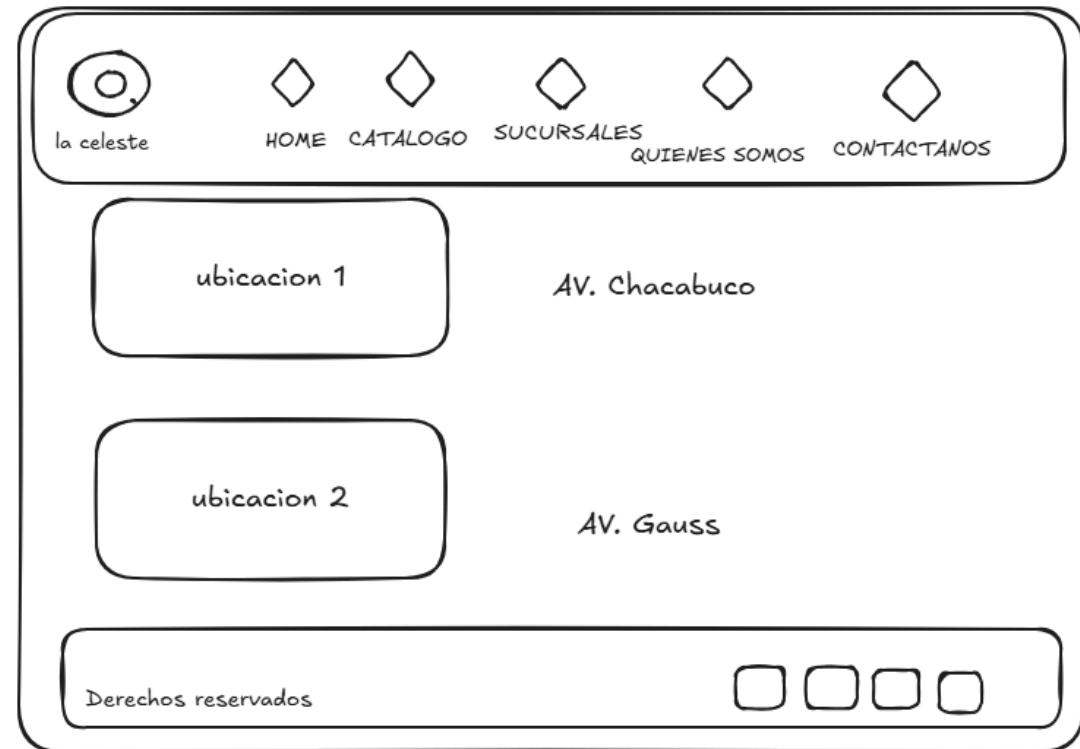 la celeste
HOME
CATALOGO
SUCURSALES
QUIENES SOMOS
CONTACTANOS
ubicacion 1
AV. Chacabuco
ubicacion 2
AV. Gauss
Derechos reservados